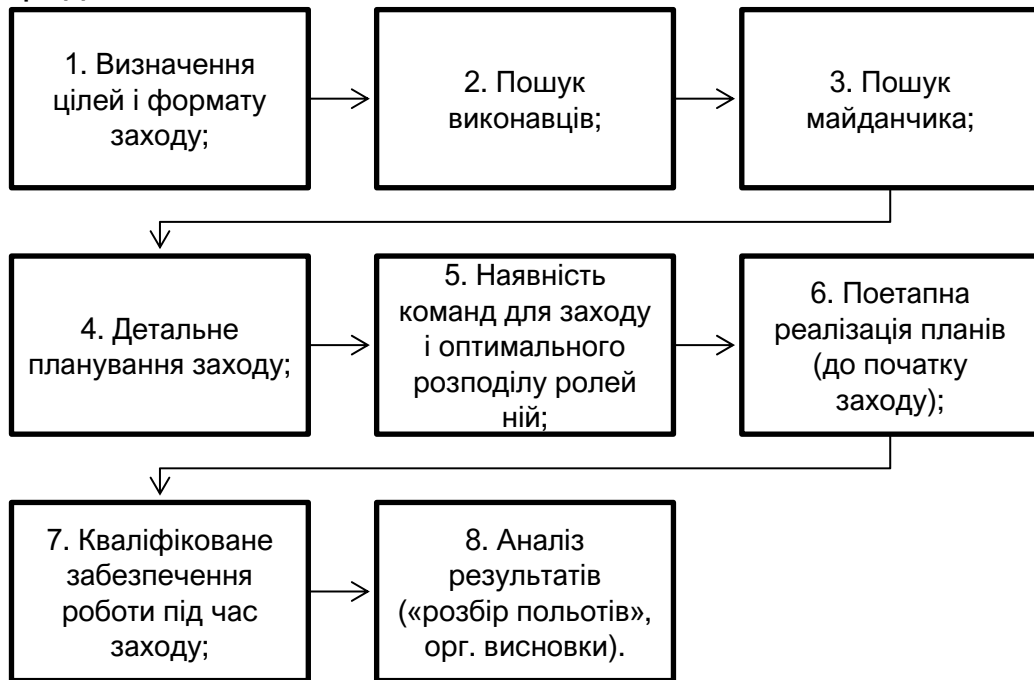 1. Визначення
цілей і формату
заходу;
2. Пошук
виконавців;
3. Пошук
майданчика;
4. Детальне
планування заходу;
5. Наявність
команд для заходу
і оптимального
розподілу ролей
ній;
6. Поетапна
реалізація планів
(до початку
заходу);
7. Кваліфіковане
забезпечення
роботи під час
заходу;
8. Аналіз
результатів
(«розбір польотів»,
орг. висновки).